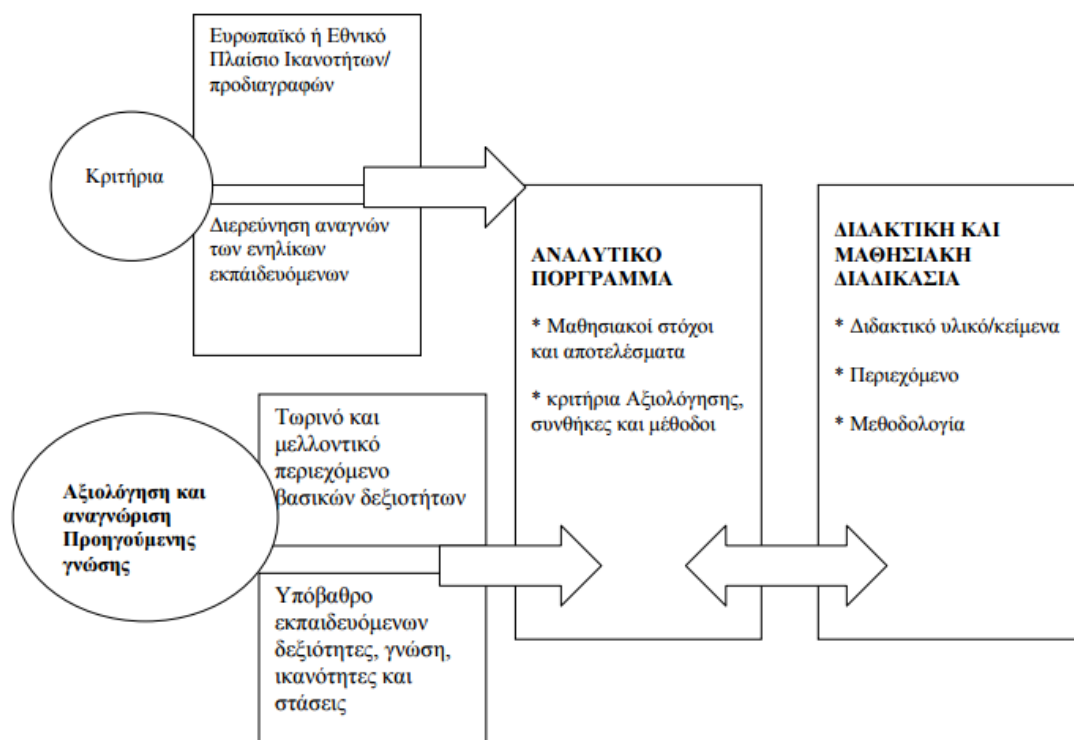 Ευρωπαϊκό ή Εθνικό
Πλαίσιο Ικανοτήτων/
προδιαγραφών
Κριτήρια
Διερεύνηση αναγνών
των ενηλίκων
εκπάιδευόμενων
ΑΝΑΛΥΤΙΚΟ
ΠΟΡΓΡΑΜΜΑ
* Μαθησιακοί στόχοι
και αποτελέσματα
* κριτήρια Αξιολόγησης,
συνθήκες και μέθοδοι
ΔΙΔΑΚΤΙΚΗ ΚΑΙ
ΜΑΘΗΣΙΑΚΗ
ΔΙΑΔΙΚΑΣΙΑ
* Διδακτικό υλικό/κείμενα
* Περιεχόμενο
* Μεθοδολογία
Τωρινό και
μελλοντικό
περιεχόμενο
βασικών δεξιοτήτων
Αξιολόγηση και
αναγνώριση
Προηγούμενης
γνώσης
Υπόβαθρο
εκπαιδευόμενων
δεξιότητες, γνώση,
ικανότητες και
στάσεις